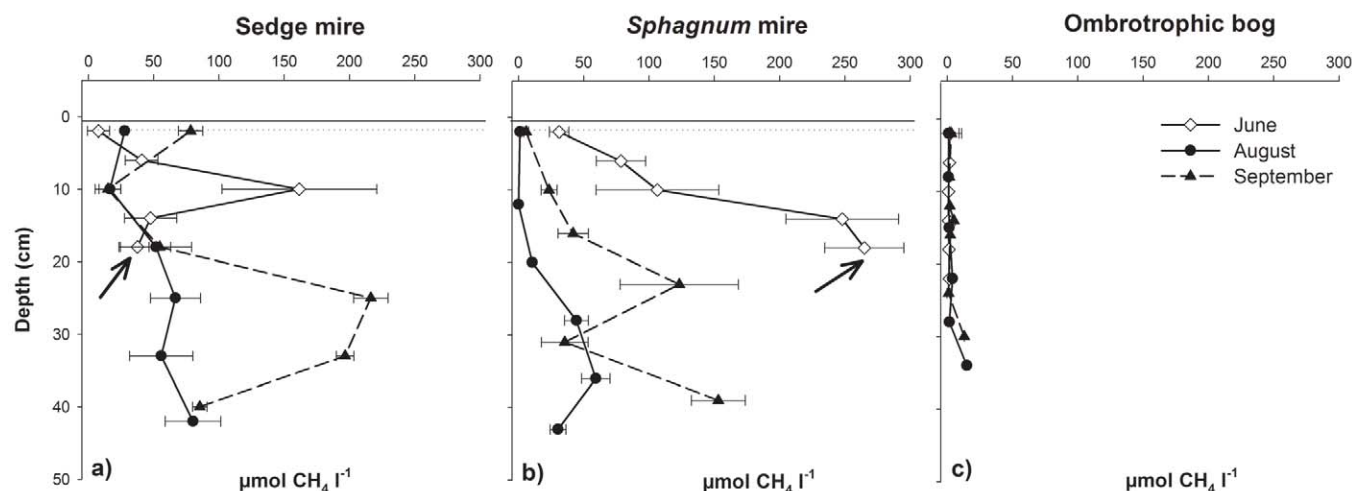 Sedge mire
Sphagnum mire
Ombrotrophic bog
0 50 100 150 200 250 300
0 50 100 150 200 250 300
0 50 100 150 200 250 300
Depth (cm)
0
10
20
30
40
50
June
August
September
a)
µmol CH₄ l⁻¹
b)
µmol CH₄ l⁻¹
c)
µmol CH₄ l⁻¹